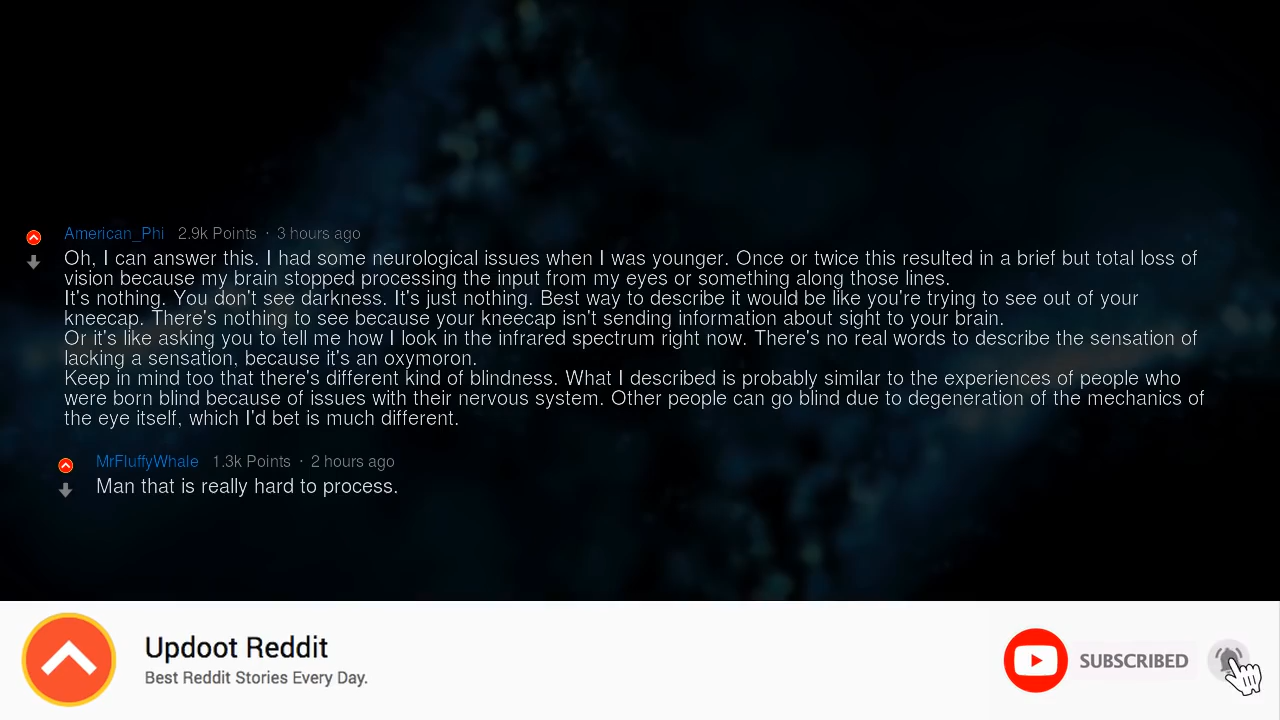 American_Phi 2.9k Points · 3 hours ago
Oh, I can answer this. I had some neurological issues when I was younger. Once or twice this resulted in a brief but total loss of
vision because my brain stopped processing the input from my eyes or something along those lines.
It's nothing. You don't see darkness. It's just nothing. Best way to describe it would be like you're trying to see out of your
kneecap. There's nothing to see because your kneecap isn't sending information about sight to your brain.
Or it's like asking you to tell me how I look in the infrared spectrum right now. There's no real words to describe the sensation of
lacking a sensation, because it's an oxymoron.
Keep in mind too that there's different kind of blindness. What I described is probably similar to the experiences of people who
were born blind because of issues with their nervous system. Other people can go blind due to degeneration of the mechanics of
the eye itself, which I'd bet is much different.
MrFluffyWhale 1.3k Points · 2 hours ago
Man that is really hard to process.
Updoot Reddit
Best Reddit Stories Every Day.
SUBSCRIBED